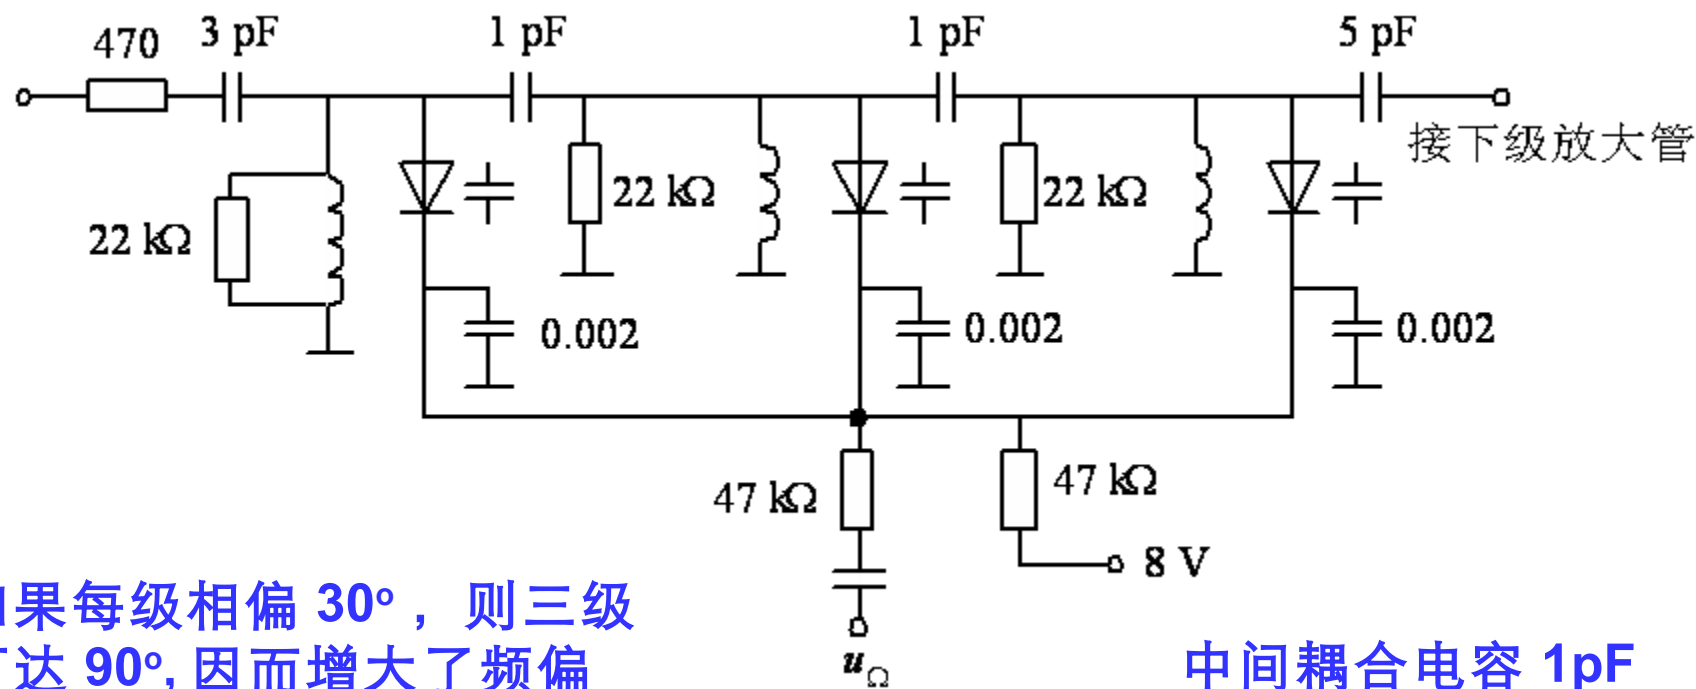 470
3 pF
1 pF
1 pF
5 pF
接下级放大管
22 kΩ
22 kΩ
22 kΩ
0.002
0.002
0.002
47 kΩ
47 kΩ
8 V
uΩ
果每级相偏 30º，则三级
达 90º, 因而增大了频偏
中间耦合电容 1pF